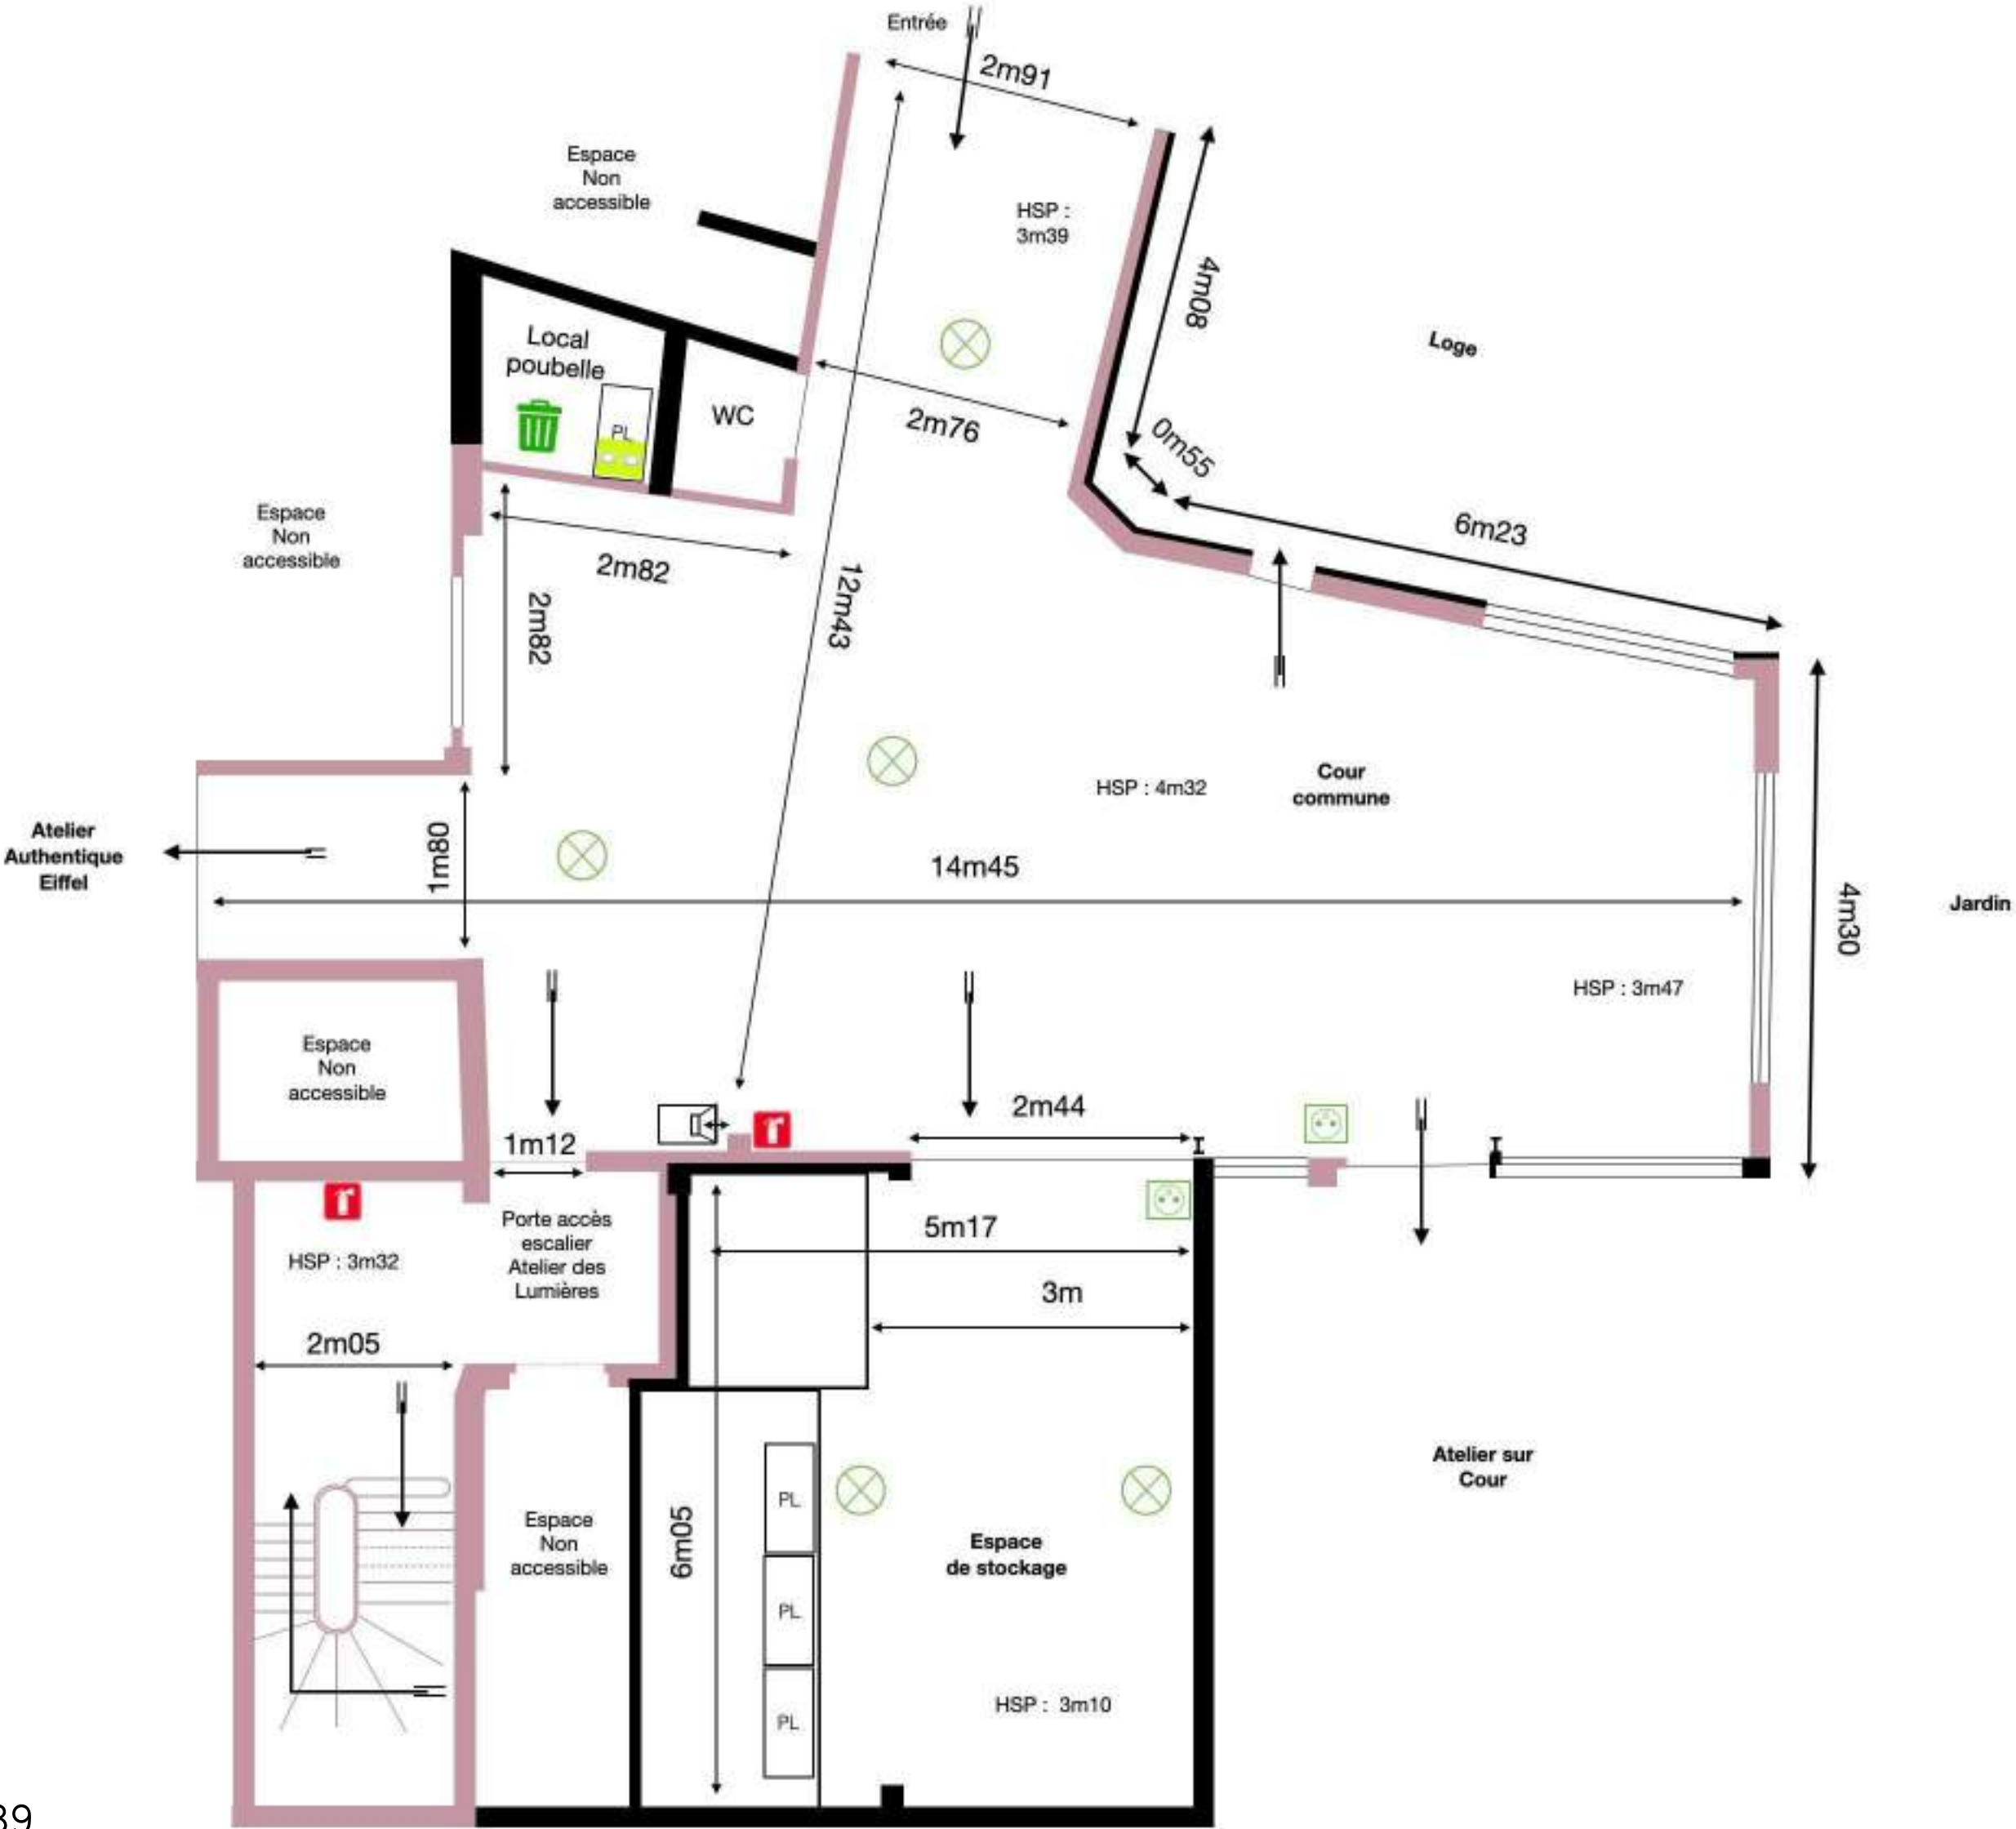 Entrée
2m91
Espace
Non
accessible
HSP :
3m39
4m08
Loge
Local
poubelle
PL
WC
2m76
0m55
6m23
Espace
Non
accessible
2m82
2m82
12m43
Cour
commune
HSP : 4m32
Atelier
Authentique
Eiffel
1m80
14m45
4m30
Jardin
HSP : 3m47
Espace
Non
accessible
1m12
2m44
HSP : 3m32
Porte accès
escalier
Atelier des
Lumières
5m17
3m
2m05
Atelier sur
Cour
PL
Espace
Non
accessible
6m05
Espace
de stockage
PL
HSP : 3m10
PL
39